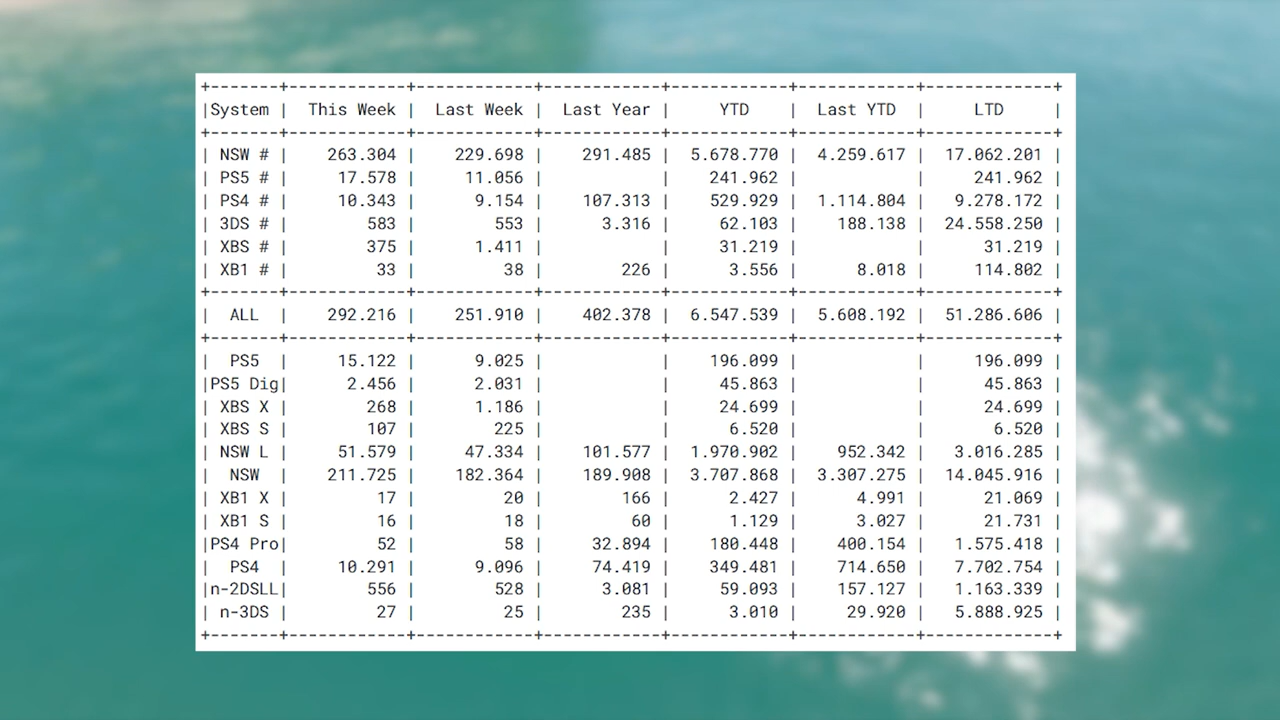 +-------+-----------+-----------+-----------+-----------+-----------+------------+
|System | This Week | Last Week | Last Year | YTD | Last YTD | LTD |
+-------+-----------+-----------+-----------+-----------+-----------+------------+
| NSW # | 263.304 | 229.698 | 291.485 | 5.678.770 | 4.259.617 | 17.062.201 |
| PS5 # | 17.578 | 11.056 | | 241.962 | | 241.962 |
| PS4 # | 10.343 | 9.154 | 107.313 | 529.929 | 1.114.804 | 9.278.172 |
| 3DS # | 583 | 553 | 3.316 | 62.103 | 188.138 | 24.558.250 |
| XBS # | 375 | 1.411 | | 31.219 | | 31.219 |
| XB1 # | 33 | 38 | 226 | 3.556 | 8.018 | 114.802 |
+-------+-----------+-----------+-----------+-----------+-----------+------------+
| ALL | 292.216 | 251.910 | 402.378 | 6.547.539 | 5.608.192 | 51.286.606 |
+-------+-----------+-----------+-----------+-----------+-----------+------------+
| PS5 | 15.122 | 9.025 | | 196.099 | | 196.099 |
|PS5 Dig| 2.456 | 2.031 | | 45.863 | | 45.863 |
| XBS X | 268 | 1.186 | | 24.699 | | 24.699 |
| XBS S | 107 | 225 | | 6.520 | | 6.520 |
| NSW L | 51.579 | 47.334 | 101.577 | 1.970.902 | 952.342 | 3.016.285 |
| NSW | 211.725 | 182.364 | 189.908 | 3.707.868 | 3.307.275 | 14.045.916 |
| XB1 X | 17 | 20 | 166 | 2.427 | 4.991 | 21.069 |
| XB1 S | 16 | 18 | 60 | 1.129 | 3.027 | 21.731 |
|PS4 Pro| 52 | 58 | 32.894 | 180.448 | 400.154 | 1.575.418 |
| PS4 | 10.291 | 9.096 | 74.419 | 349.481 | 714.650 | 7.702.754 |
|n-2DSLL| 556 | 528 | 3.081 | 59.093 | 157.127 | 1.163.339 |
| n-3DS | 27 | 25 | 235 | 3.010 | 29.920 | 5.888.925 |
+-------+-----------+-----------+-----------+-----------+-----------+------------+